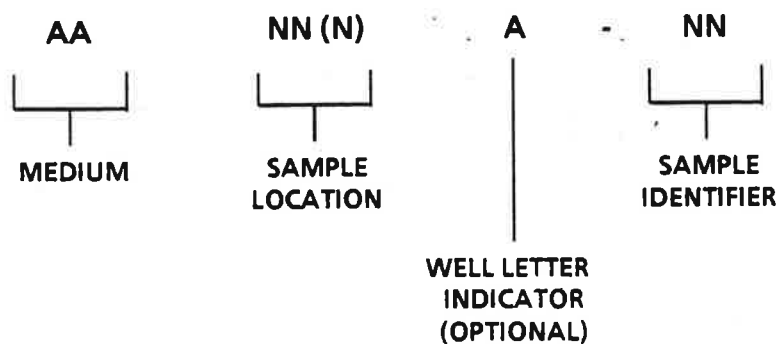 AA NN (N) A - NN
MEDIUM
SAMPLE
LOCATION
WELL LETTER
INDICATOR
(OPTIONAL)
SAMPLE
IDENTIFIER